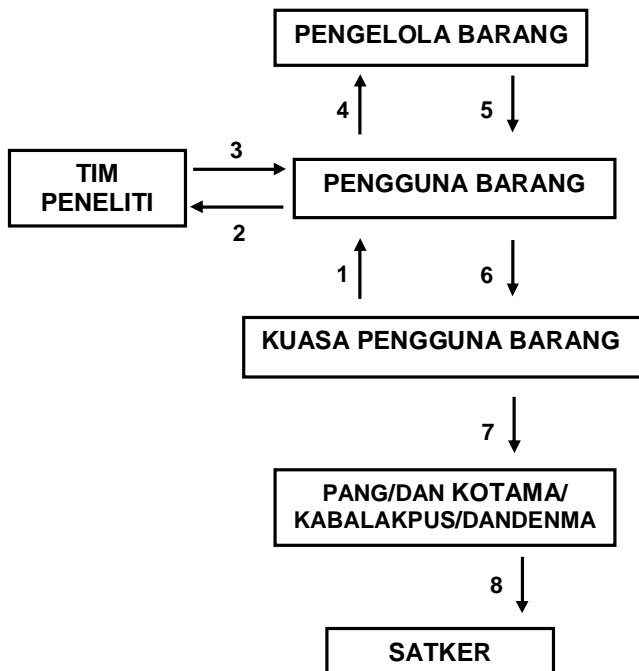 PENGELOLA BARANG
4
5
TIM
PENELITI
3
PENGGUNA BARANG
2
1
6
KUASA PENGGUNA BARANG
7
PANG/DAN KOTAMA/
KABALAKPUS/DANDENMA
8
SATKER